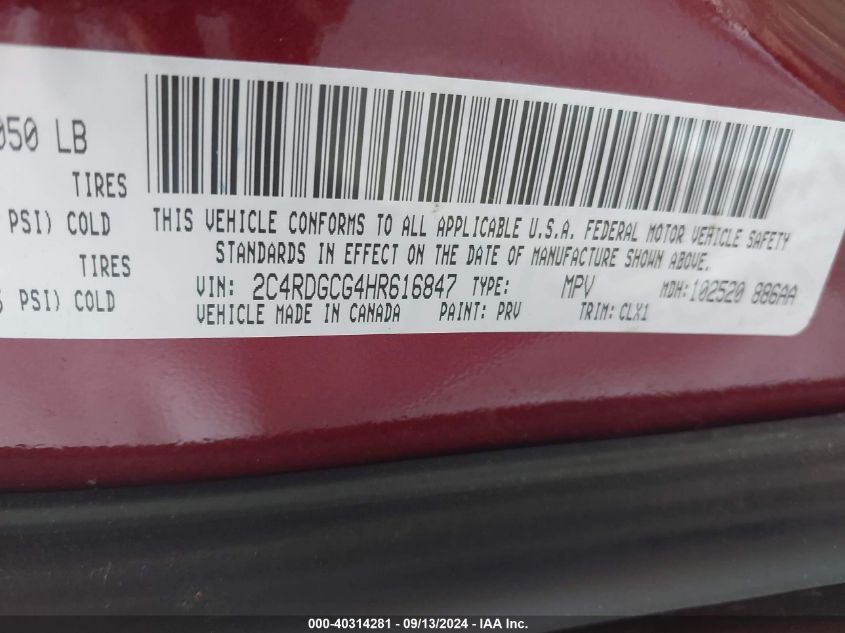 050 LB
TIRES
PSI) COLD
TIRES
PSI) COLD
THIS VEHICLE CONFORMS TO ALL APPLICABLE U.S.A. FEDERAL MOTOR VEHICLE SAFETY
STANDARDS IN EFFECT ON THE DATE OF MANUFACTURE SHOWN ABOVE.
VIN: 2C4RDGCG4HR616847 TYPE: MPV MDH:102520 886AA
VEHICLE MADE IN CANADA PAINT: PRV TRIM: CLX1
000-40314281 - 09/13/2024 - IAA Inc.